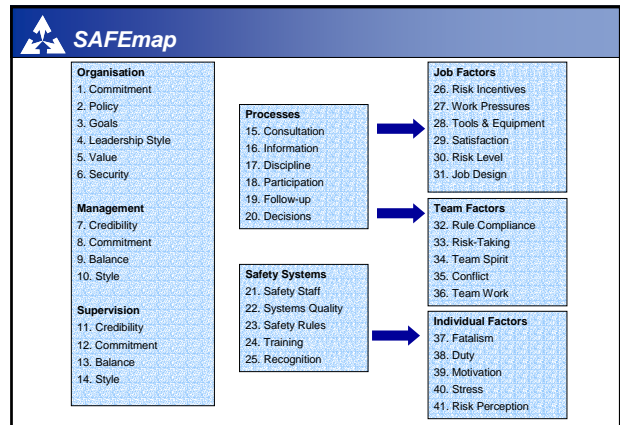 SAFEmap
Organisation
1. Commitment
2. Policy
3. Goals
4. Leadership Style
5. Value
6. Security
Management
7. Credibility
8. Commitment
9. Balance
10. Style
Supervision
11. Credibility
12. Commitment
13. Balance
14. Style
Processes
15. Consultation
16. Information
17. Discipline
18. Participation
19. Follow-up
20. Decisions
Safety Systems
21. Safety Staff
22. Systems Quality
23. Safety Rules
24. Training
25. Recognition
Job Factors
26. Risk Incentives
27. Work Pressures
28. Tools & Equipment
29. Satisfaction
30. Risk Level
31. Job Design
Team Factors
32. Rule Compliance
33. Risk-Taking
34. Team Spirit
35. Conflict
36. Team Work
Individual Factors
37. Fatalism
38. Duty
39. Motivation
40. Stress
41. Risk Perception